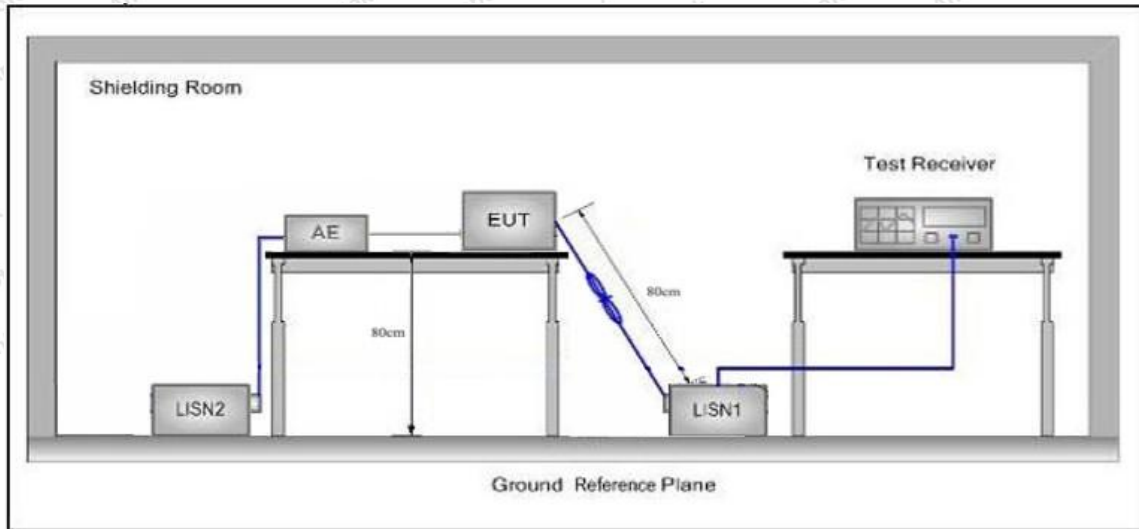 Shielding Room
Test Receiver
AE
EUT
80cm
80cm
LISN2
LISN1
Ground Reference Plane